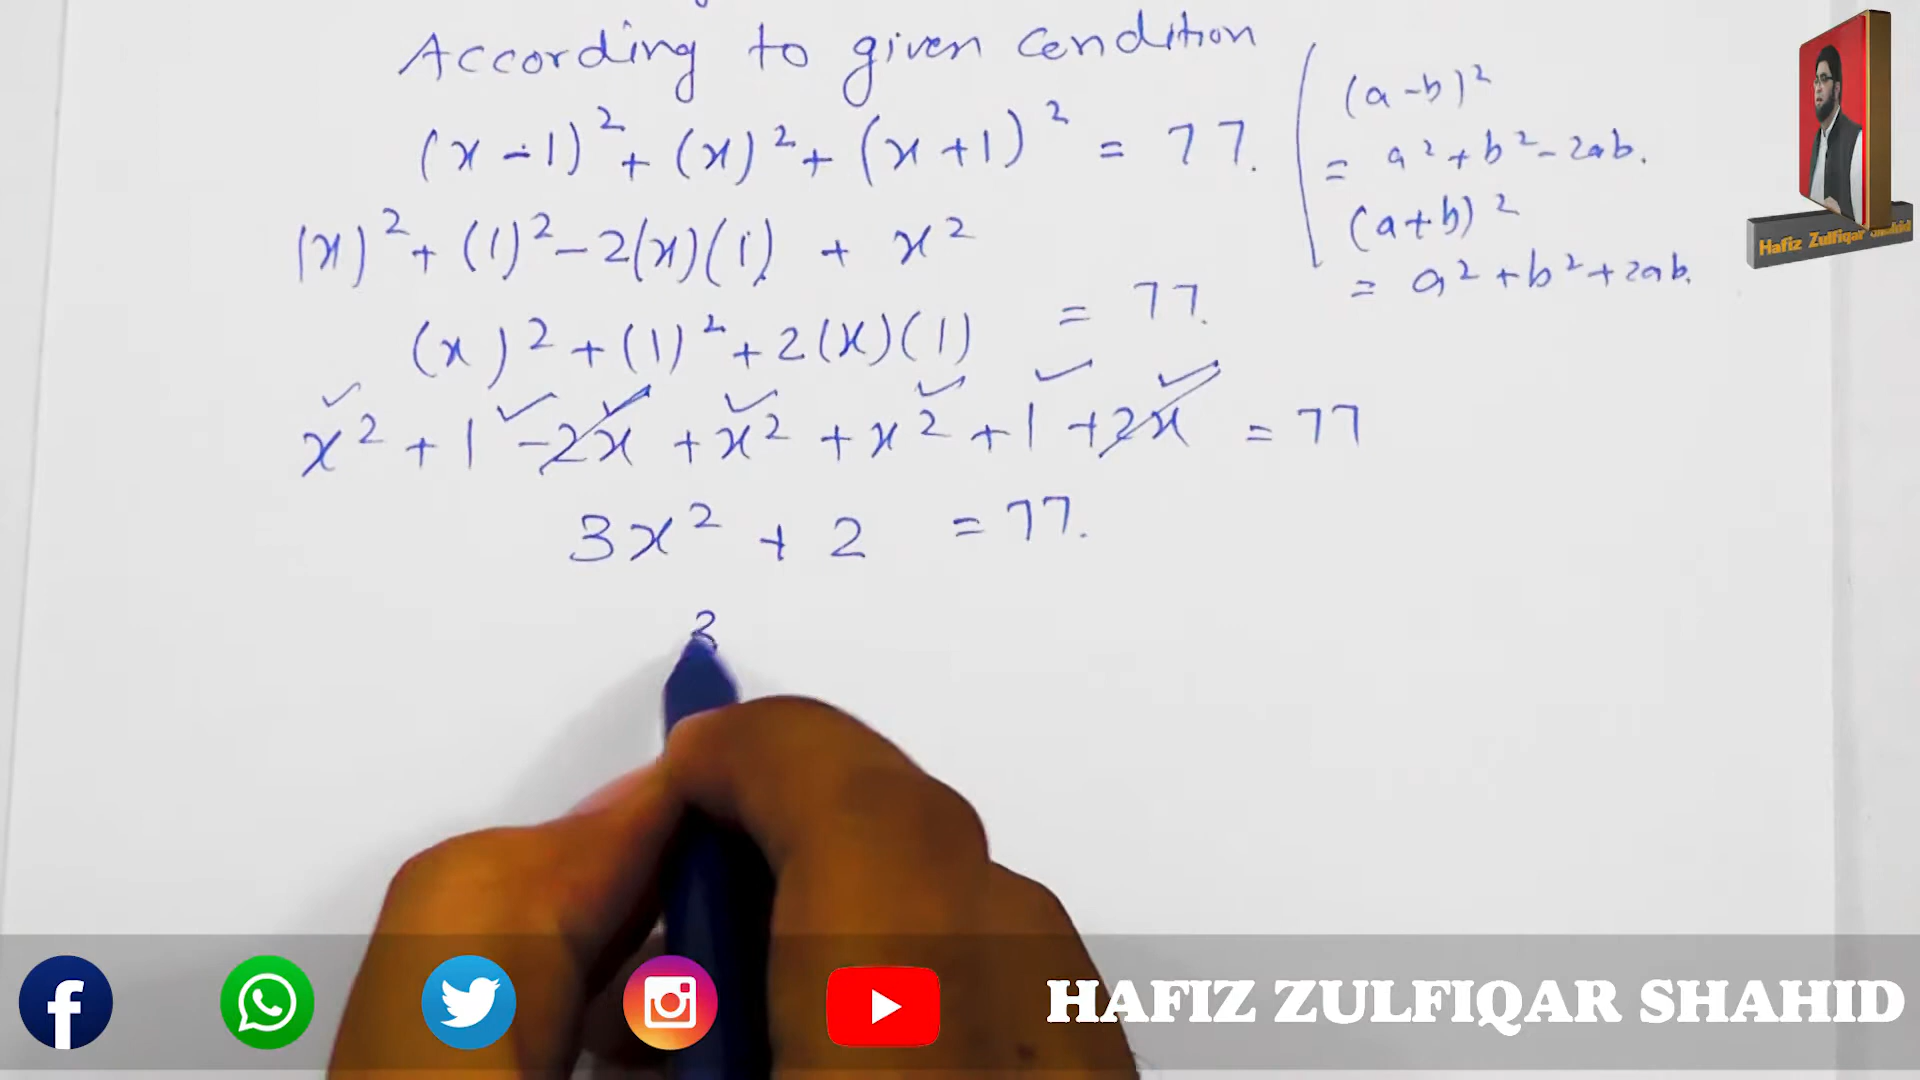 According to given condition
(x-1)² + (x)² + (x+1)² = 77.
(x)² + (1)² - 2(x)(1) + x²
(x)² + (1)² + 2(x)(1) = 77.
x² + 1 - 2x + x² + x² + 1 + 2x = 77
3x² + 2 = 77.
3
(a-b)²
= a² + b² - 2ab.
(a+b)²
= a² + b² + 2ab.
Hafiz Zulfiqar Shahid
HAFIZ ZULFIQAR SHAHID